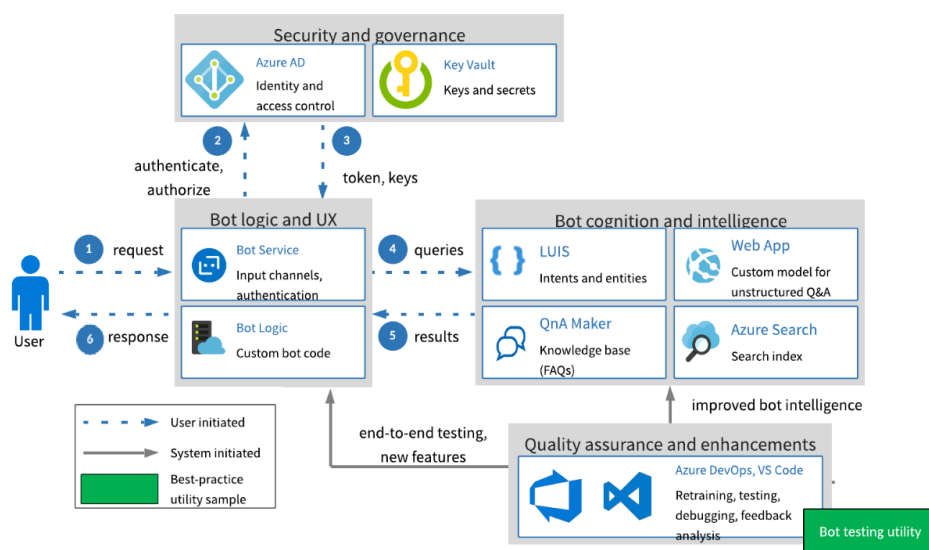 Security and governance
Azure AD
Identity and
access control
Key Vault
Keys and secrets
2
3
authenticate,
authorize
token, keys
Bot logic and UX
Bot cognition and intelligence
1
request
Bot Service
Input channels,
authentication
4
queries
{ }
LUIS
Intents and entities
Web App
Custom model for
unstructured Q&A
User
6
response
Bot Logic
Custom bot code
5
results
QnA Maker
Knowledge base
(FAQs)
Azure Search
Search index
improved bot intelligence
User initiated
System initiated
Best-practice
utility sample
end-to-end testing,
new features
Quality assurance and enhancements
Azure DevOps, VS Code
Retraining, testing,
debugging, feedback
analysis
Bot testing utility